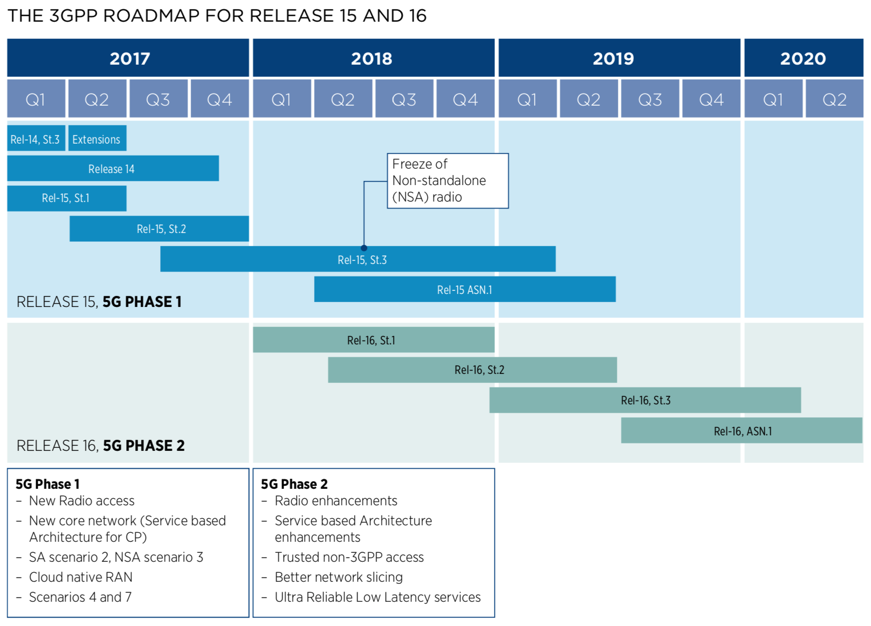 THE 3GPP ROADMAP FOR RELEASE 15 AND 16
2017 2018 2019 2020
Q1 Q2 Q3 Q4 Q1 Q2 Q3 Q4 Q1 Q2 Q3 Q4 Q1 Q2
Rel-14, St.3 Extensions
Release 14
Rel-15, St.1
Rel-15, St.2
Freeze of
Non-standalone
(NSA) radio
Rel-15, St.3
Rel-15 ASN.1
RELEASE 15, 5G PHASE 1
Rel-16, St.1
Rel-16, St.2
Rel-16, St.3
Rel-16, ASN.1
RELEASE 16, 5G PHASE 2
5G Phase 1
– New Radio access
– New core network (Service based
Architecture for CP)
– SA scenario 2, NSA scenario 3
– Cloud native RAN
– Scenarios 4 and 7
5G Phase 2
– Radio enhancements
– Service based Architecture
enhancements
– Trusted non-3GPP access
– Better network slicing
– Ultra Reliable Low Latency services